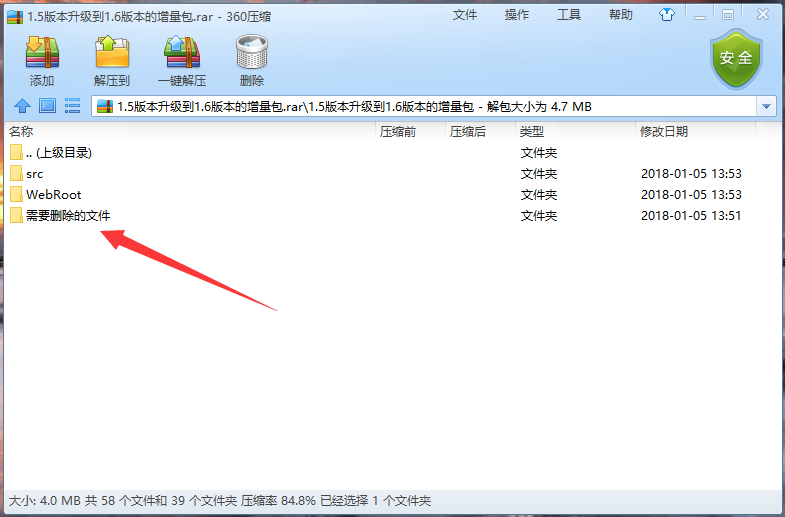 1.5版本升级到1.6版本的增量包.rar - 360压缩
文件 操作 工具 帮助
添加 解压到 一键解压 删除
安全
1.5版本升级到1.6版本的增量包.rar\1.5版本升级到1.6版本的增量包 - 解包大小为 4.7 MB
名称 压缩前 压缩后 类型 修改日期
.. (上级目录) 文件夹
src 文件夹 2018-01-05 13:53
WebRoot 文件夹 2018-01-05 13:53
需要删除的文件 文件夹 2018-01-05 13:51
大小: 4.0 MB 共 58 个文件和 39 个文件夹 压缩率 84.8% 已经选择 1 个文件夹